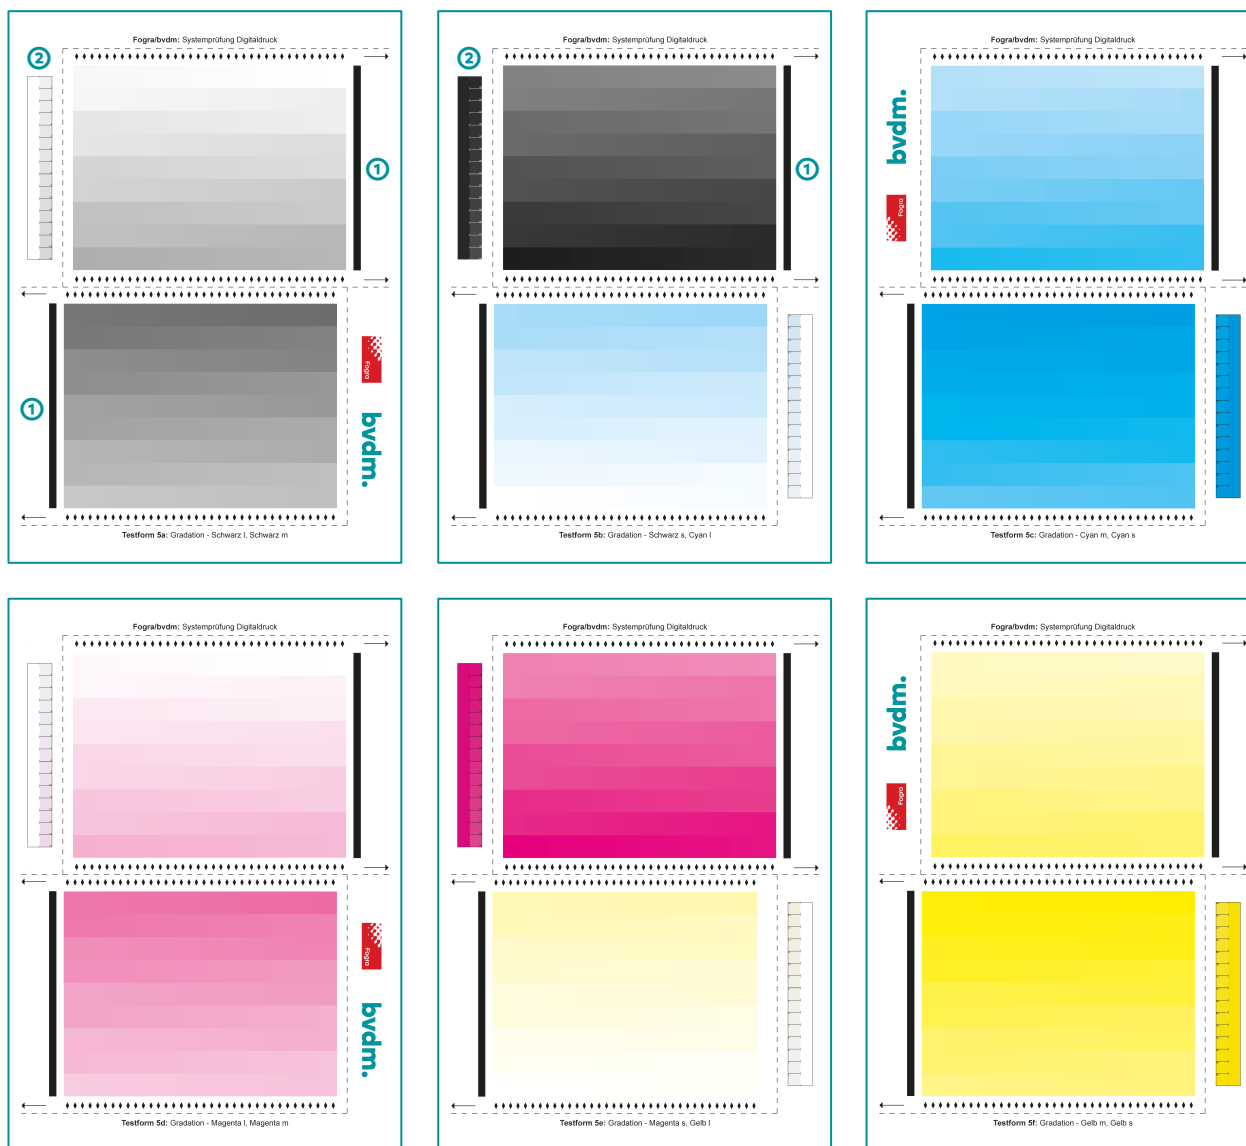 Fogra/bvdm: Systemprüfung Digitaldruck
2
1
1
Fogra
bvdm.
Testform 5a: Gradation - Schwarz l, Schwarz m
Fogra/bvdm: Systemprüfung Digitaldruck
2
1
Testform 5b: Gradation - Schwarz s, Cyan l
Fogra/bvdm: Systemprüfung Digitaldruck
bvdm.
Fogra
Testform 5c: Gradation - Cyan m, Cyan s
Fogra/bvdm: Systemprüfung Digitaldruck
Fogra
bvdm.
Testform 5d: Gradation - Magenta l, Magenta m
Fogra/bvdm: Systemprüfung Digitaldruck
Testform 5e: Gradation - Magenta s, Gelb l
Fogra/bvdm: Systemprüfung Digitaldruck
bvdm.
Fogra
Testform 5f: Gradation - Gelb m, Gelb s